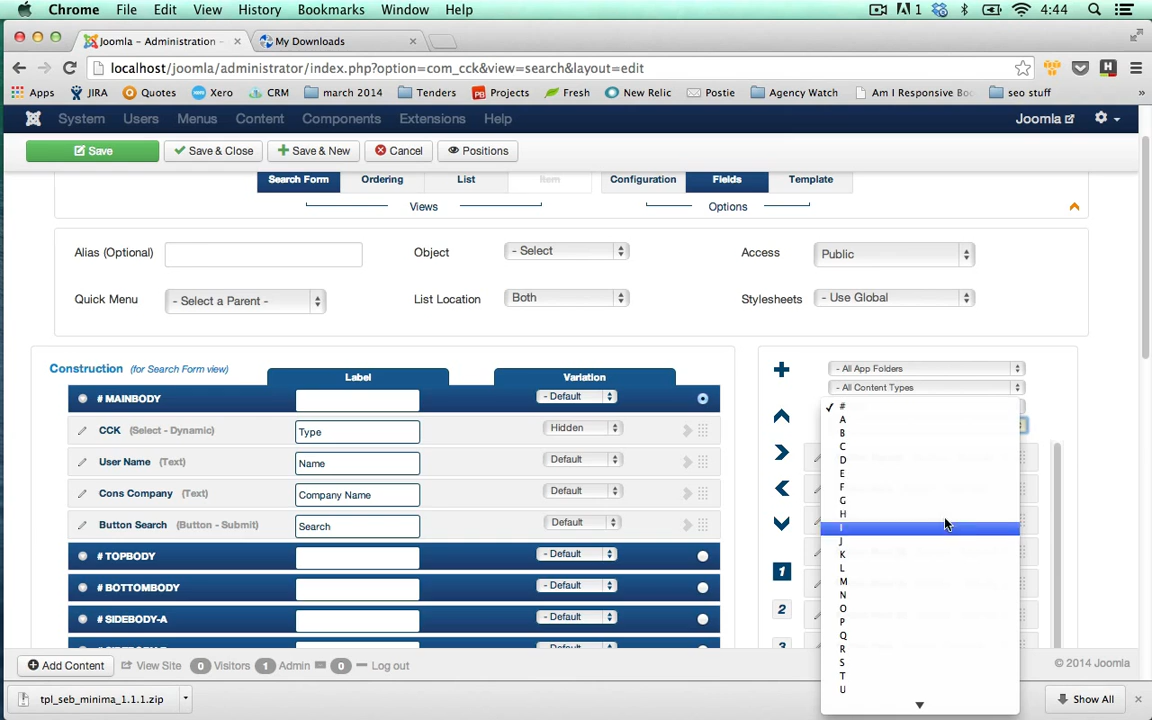 Chrome File Edit View History Bookmarks Window Help 1 4:44
Joomla - Administration - My Downloads
localhost/joomla/administrator/index.php?option=com_cck&view=search&layout=edit
Apps JIRA Quotes Xero CRM march 2014 Tenders Projects Fresh New Relic Postie Agency Watch Am I Responsive Boo seo stuff »
System Users Menus Content Components Extensions Help Joomla
Save Save & Close Save & New Cancel Positions
Search Form Ordering List Item Configuration Fields Template
Views Options
Alias (Optional) Object - Select Access Public
Quick Menu - Select a Parent - List Location Both Stylesheets - Use Global
Construction (for Search Form view) Label Variation
- All App Folders
- All Content Types
# MAINBODY - Default
CCK (Select - Dynamic) Type Hidden
User Name (Text) Name Default
Cons Company (Text) Company Name Default
Button Search (Button - Submit) Search Default
# TOPBODY - Default
# BOTTOMBODY - Default
# SIDEBODY-A - Default
✓ #
A
B
C
D
E
F
G
H
I
J
K
L
M
N
O
P
Q
R
S
T
U
1
2
3
Add Content View Site 0 Visitors 1 Admin 0 Log out © 2014 Joomla
tpl_seb_minima_1.1.1.zip Show All